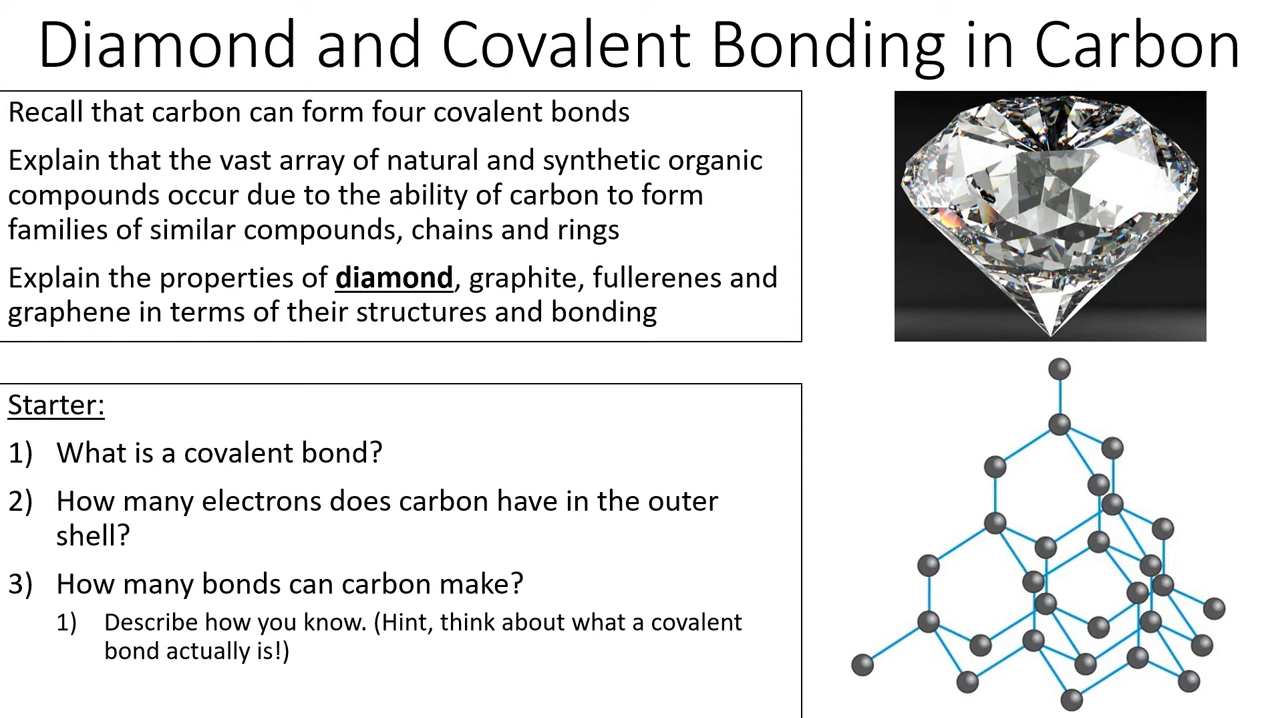 Diamond and Covalent Bonding in Carbon
Recall that carbon can form four covalent bonds
Explain that the vast array of natural and synthetic organic
compounds occur due to the ability of carbon to form
families of similar compounds, chains and rings
Explain the properties of diamond, graphite, fullerenes and
graphene in terms of their structures and bonding
Starter:
1) What is a covalent bond?
2) How many electrons does carbon have in the outer
shell?
3) How many bonds can carbon make?
1) Describe how you know. (Hint, think about what a covalent
bond actually is!)